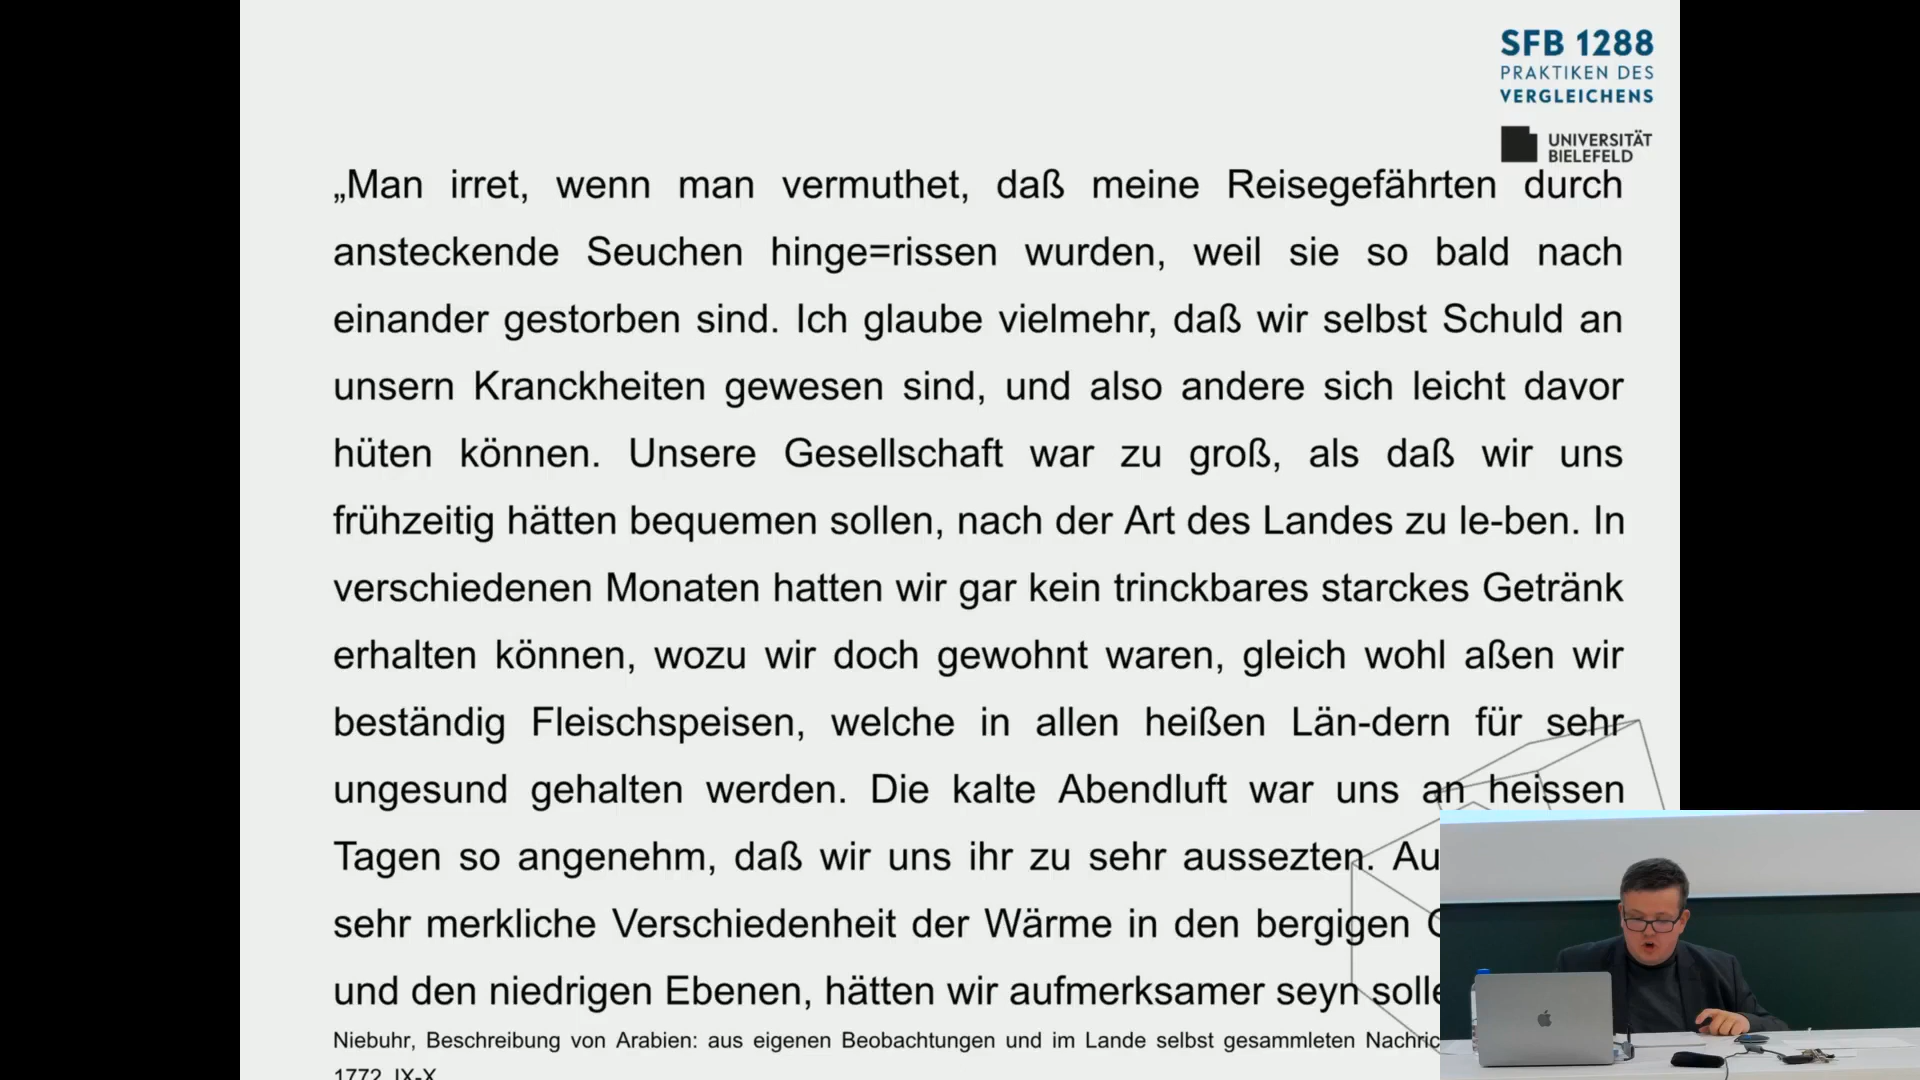 SFB 1288
PRAKTIKEN DES
VERGLEICHENS
UNIVERSITÄT
BIELEFELD
„Man irret, wenn man vermuthet, daß meine Reisegefährten durch
ansteckende Seuchen hinge=rissen wurden, weil sie so bald nach
einander gestorben sind. Ich glaube vielmehr, daß wir selbst Schuld an
unsern Kranckheiten gewesen sind, und also andere sich leicht davor
hüten können. Unsere Gesellschaft war zu groß, als daß wir uns
frühzeitig hätten bequemen sollen, nach der Art des Landes zu le-ben. In
verschiedenen Monaten hatten wir gar kein trinckbares starckes Getränk
erhalten können, wozu wir doch gewohnt waren, gleich wohl aßen wir
beständig Fleischspeisen, welche in allen heißen Län-dern für sehr
ungesund gehalten werden. Die kalte Abendluft war uns an heissen
Tagen so angenehm, daß wir uns ihr zu sehr aussezten. Au
sehr merkliche Verschiedenheit der Wärme in den bergigen
und den niedrigen Ebenen, hätten wir aufmerksamer seyn solle
Niebuhr, Beschreibung von Arabien: aus eigenen Beobachtungen und im Lande selbst gesammleten Nachric
1772, IX-X